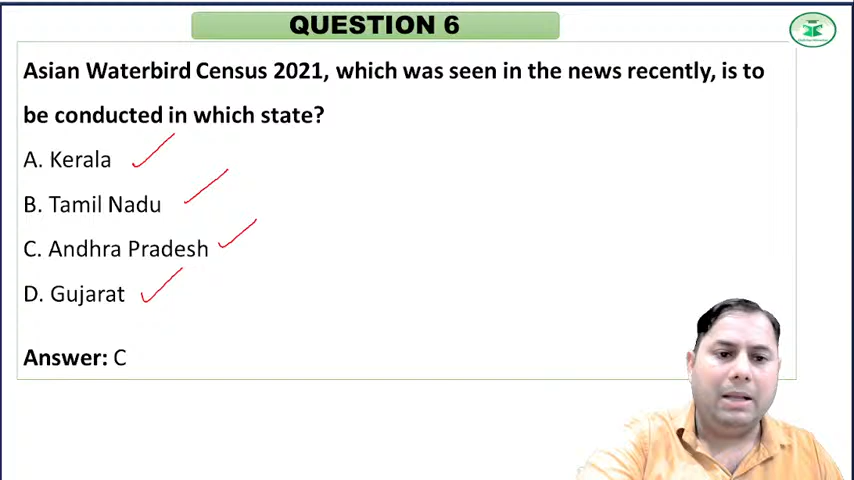 QUESTION 6
Asian Waterbird Census 2021, which was seen in the news recently, is to
be conducted in which state?
A. Kerala
B. Tamil Nadu
C. Andhra Pradesh
D. Gujarat
Answer: C